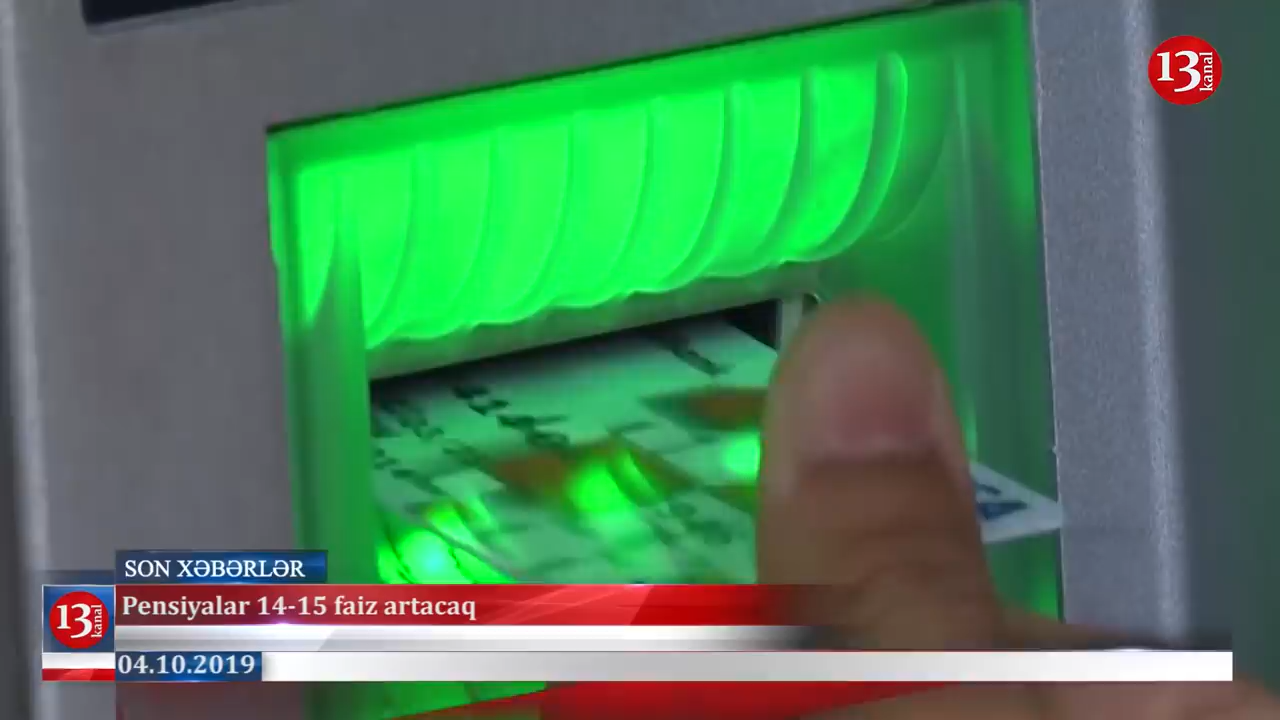 13 kanal
SON XƏBƏRLƏR
Pensiyalar 14-15 faiz artacaq
13 kanal
04.10.2019